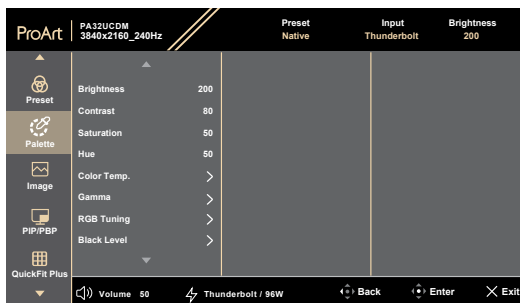 ProArt
PA32UCDM
3840x2160_240Hz
Preset
Native
Input
Thunderbolt
Brightness
200
Preset
Palette
Image
PIP/PBP
QuickFit Plus
Brightness 200
Contrast 80
Saturation 50
Hue 50
Color Temp.
Gamma
RGB Tuning
Black Level
Volume 50
Thunderbolt / 96W
Back
Enter
Exit